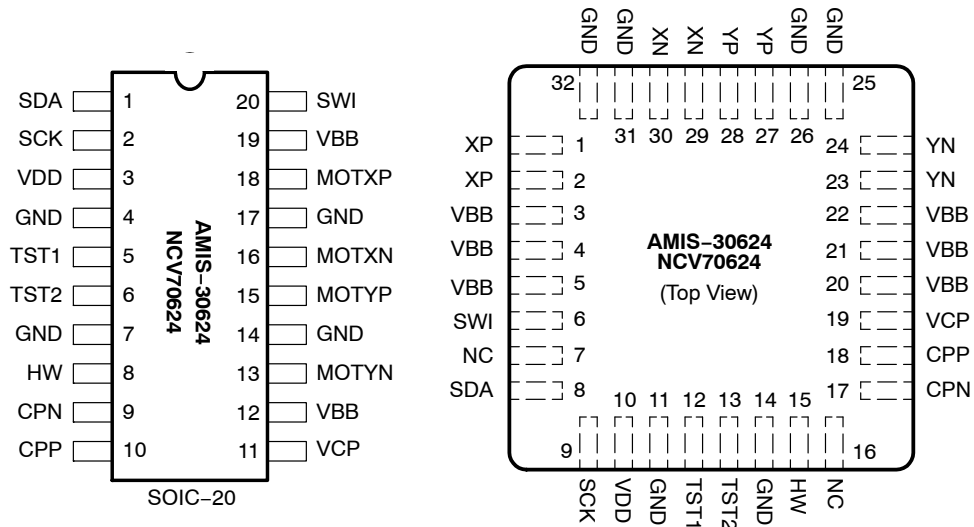 SDA 1 20 SWI
SCK 2 19 VBB
VDD 3 18 MOTXP
GND 4 17 GND
TST1 5 16 MOTXN
TST2 6 15 MOTYP
GND 7 14 GND
HW 8 13 MOTYN
CPN 9 12 VBB
CPP 10 11 VCP
AMIS−30624
NCV70624
SOIC−20
GND GND XN XN YP YP GND GND
32 25
31 30 29 28 27 26
XP 1 24 YN
XP 2 23 YN
VBB 3 22 VBB
VBB 4 21 VBB
VBB 5 20 VBB
SWI 6 19 VCP
NC 7 18 CPP
SDA 8 17 CPN
AMIS−30624
NCV70624
(Top View)
10 11 12 13 14 15
9 16
SCK VDD GND TST1 TST2 GND HW NC